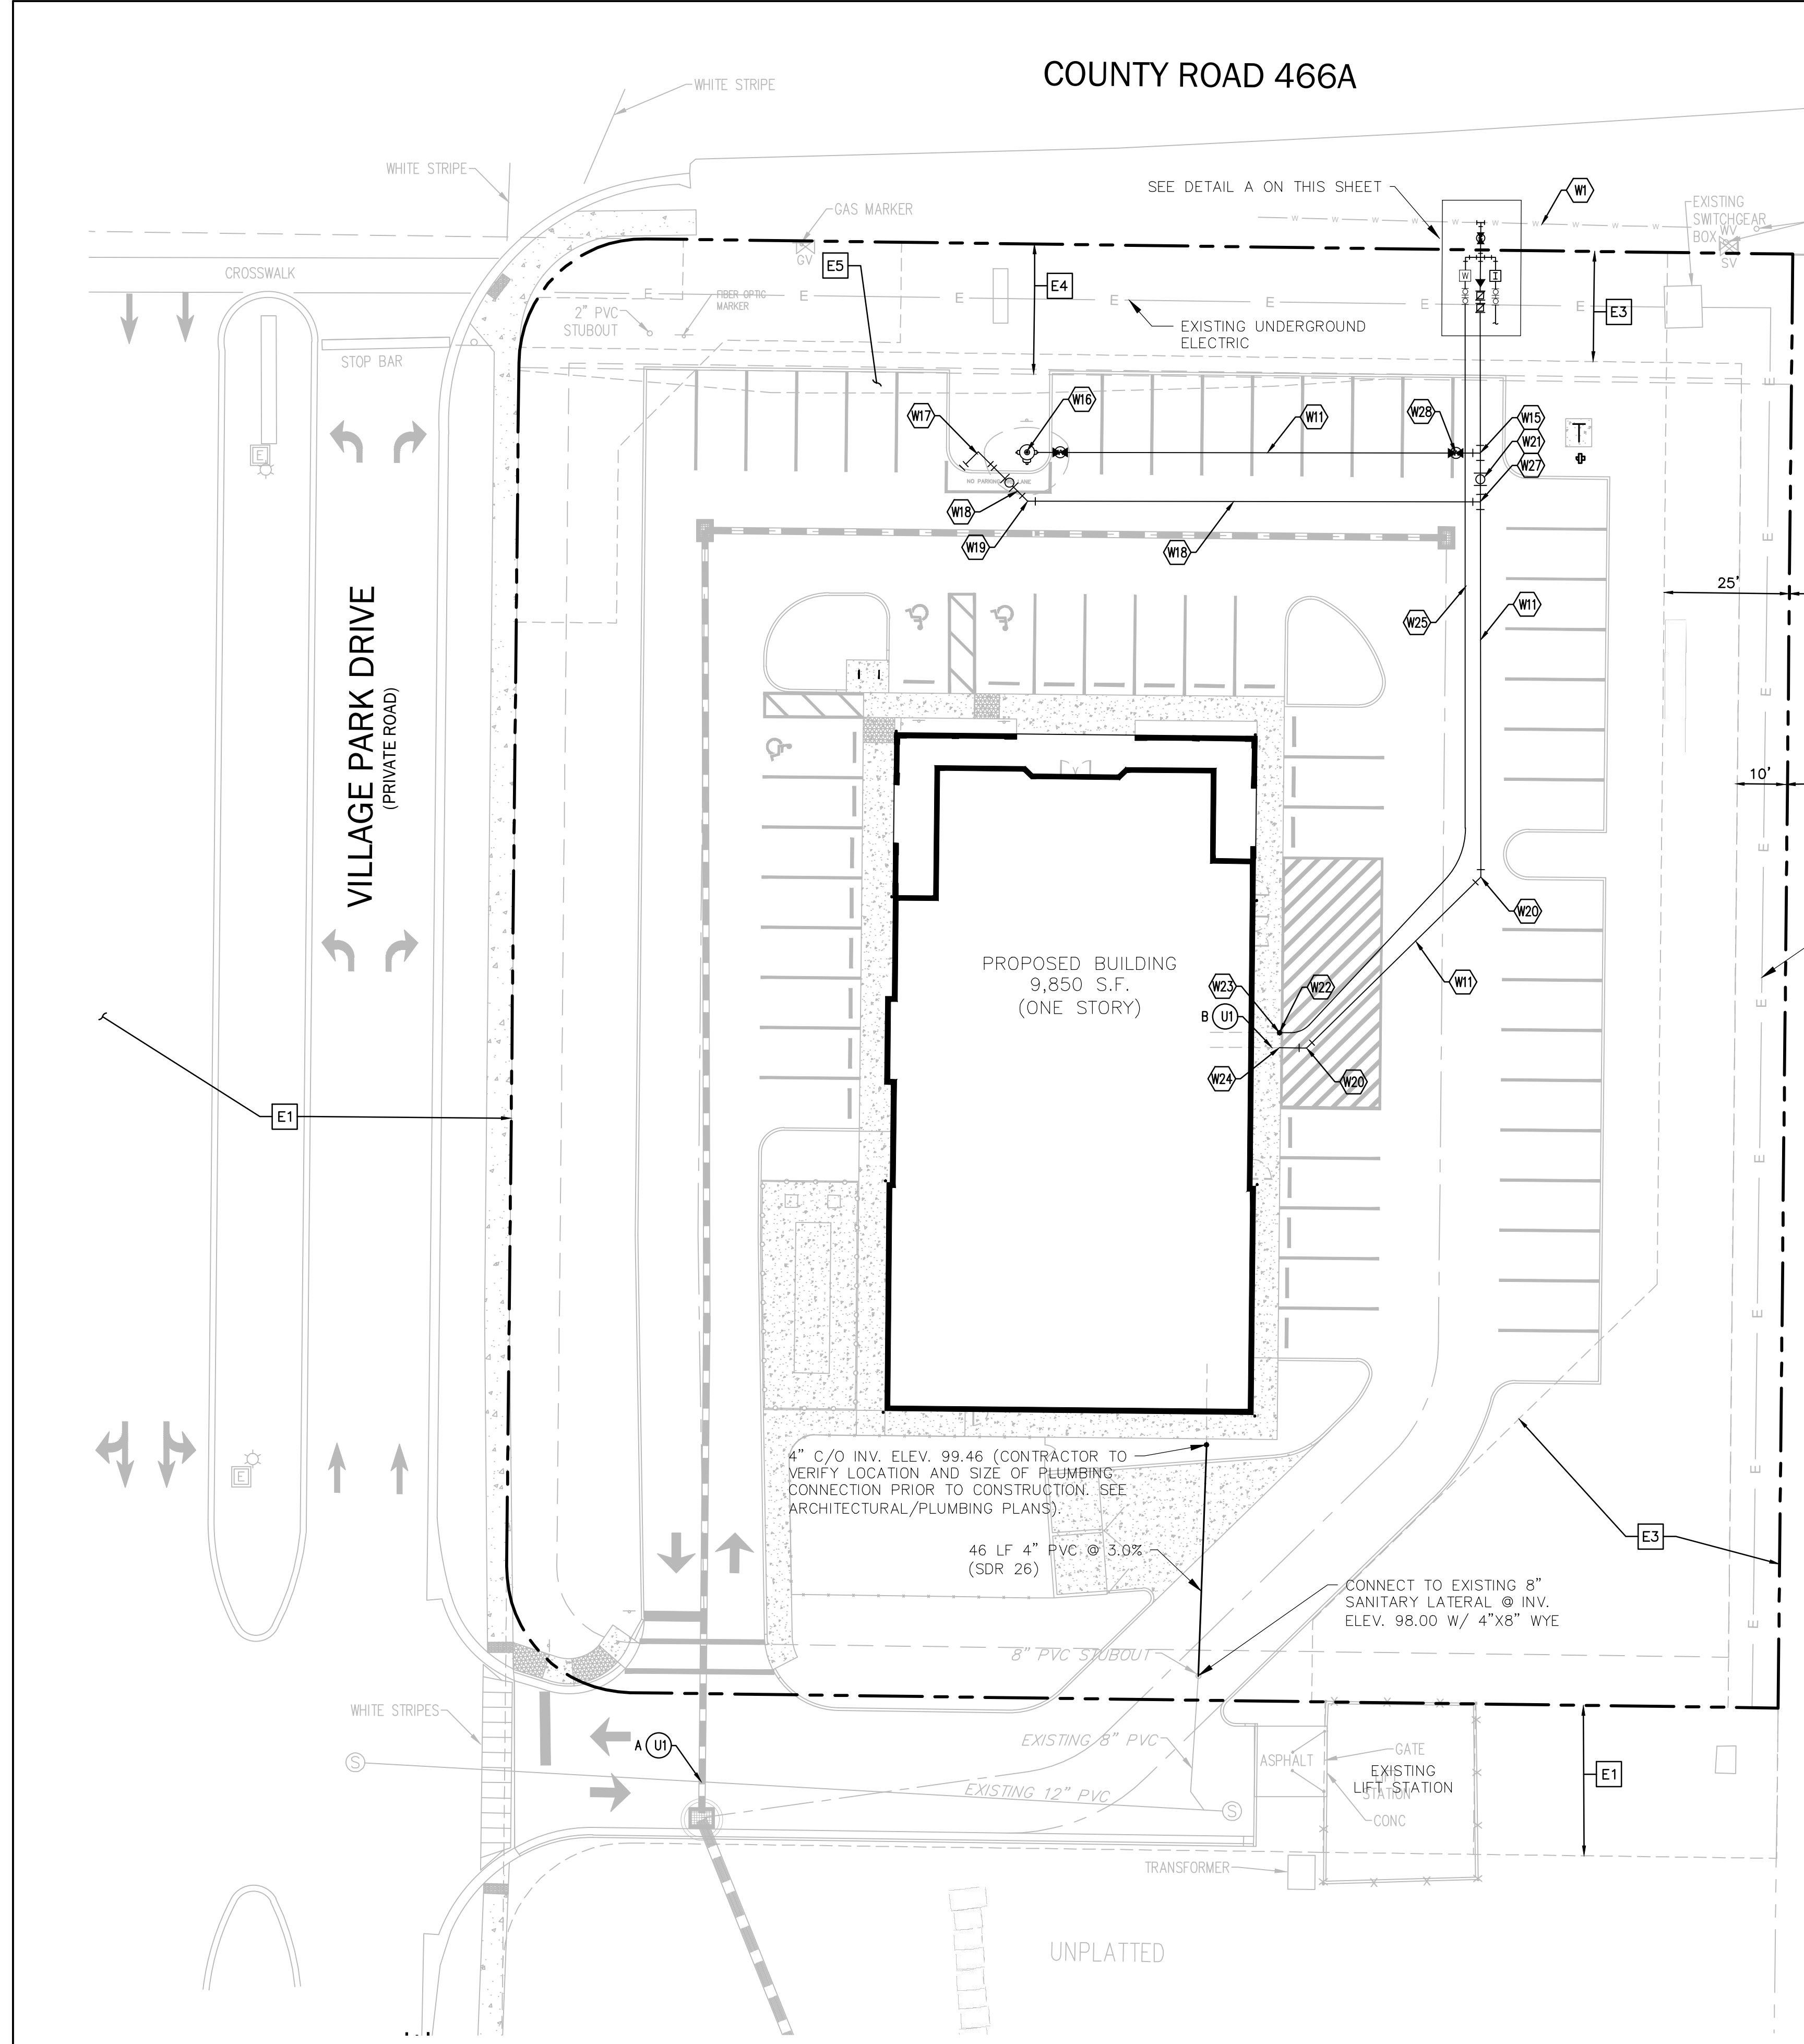 COUNTY ROAD 466A
WHITE STRIPE
WHITE STRIPE
SEE DETAIL A ON THIS SHEET
W1
EXISTING
SWITCHGEAR
BOX
WV
SV
GAS MARKER
GV
E5
E4
E3
CROSSWALK
FIBER OPTIC
MARKER
2" PVC
STUBOUT
E
E
E
E
E
E
E
W
I
EXISTING UNDERGROUND
ELECTRIC
STOP BAR
W17
W16
W11
W28
W15
W21
W27
T
E
NO PARKING
LANE
W18
W19
W18
25'
W25
W11
VILLAGE PARK DRIVE
(PRIVATE ROAD)
10'
W20
PROPOSED BUILDING
9,850 S.F.
(ONE STORY)
W23
W22
W11
B U1
W24
W20
E1
4" C/O INV. ELEV. 99.46 (CONTRACTOR TO
VERIFY LOCATION AND SIZE OF PLUMBING
CONNECTION PRIOR TO CONSTRUCTION. SEE
ARCHITECTURAL/PLUMBING PLANS).
E
E3
46 LF 4" PVC @ 3.0%
(SDR 26)
CONNECT TO EXISTING 8"
SANITARY LATERAL @ INV.
ELEV. 98.00 W/ 4"X8" WYE
8" PVC STUBOUT
WHITE STRIPES
S
A U1
EXISTING 8" PVC
EXISTING 12" PVC
S
ASPHALT
GATE
EXISTING
LIFT STATION
STATION
CONC
E1
TRANSFORMER
UNPLATTED